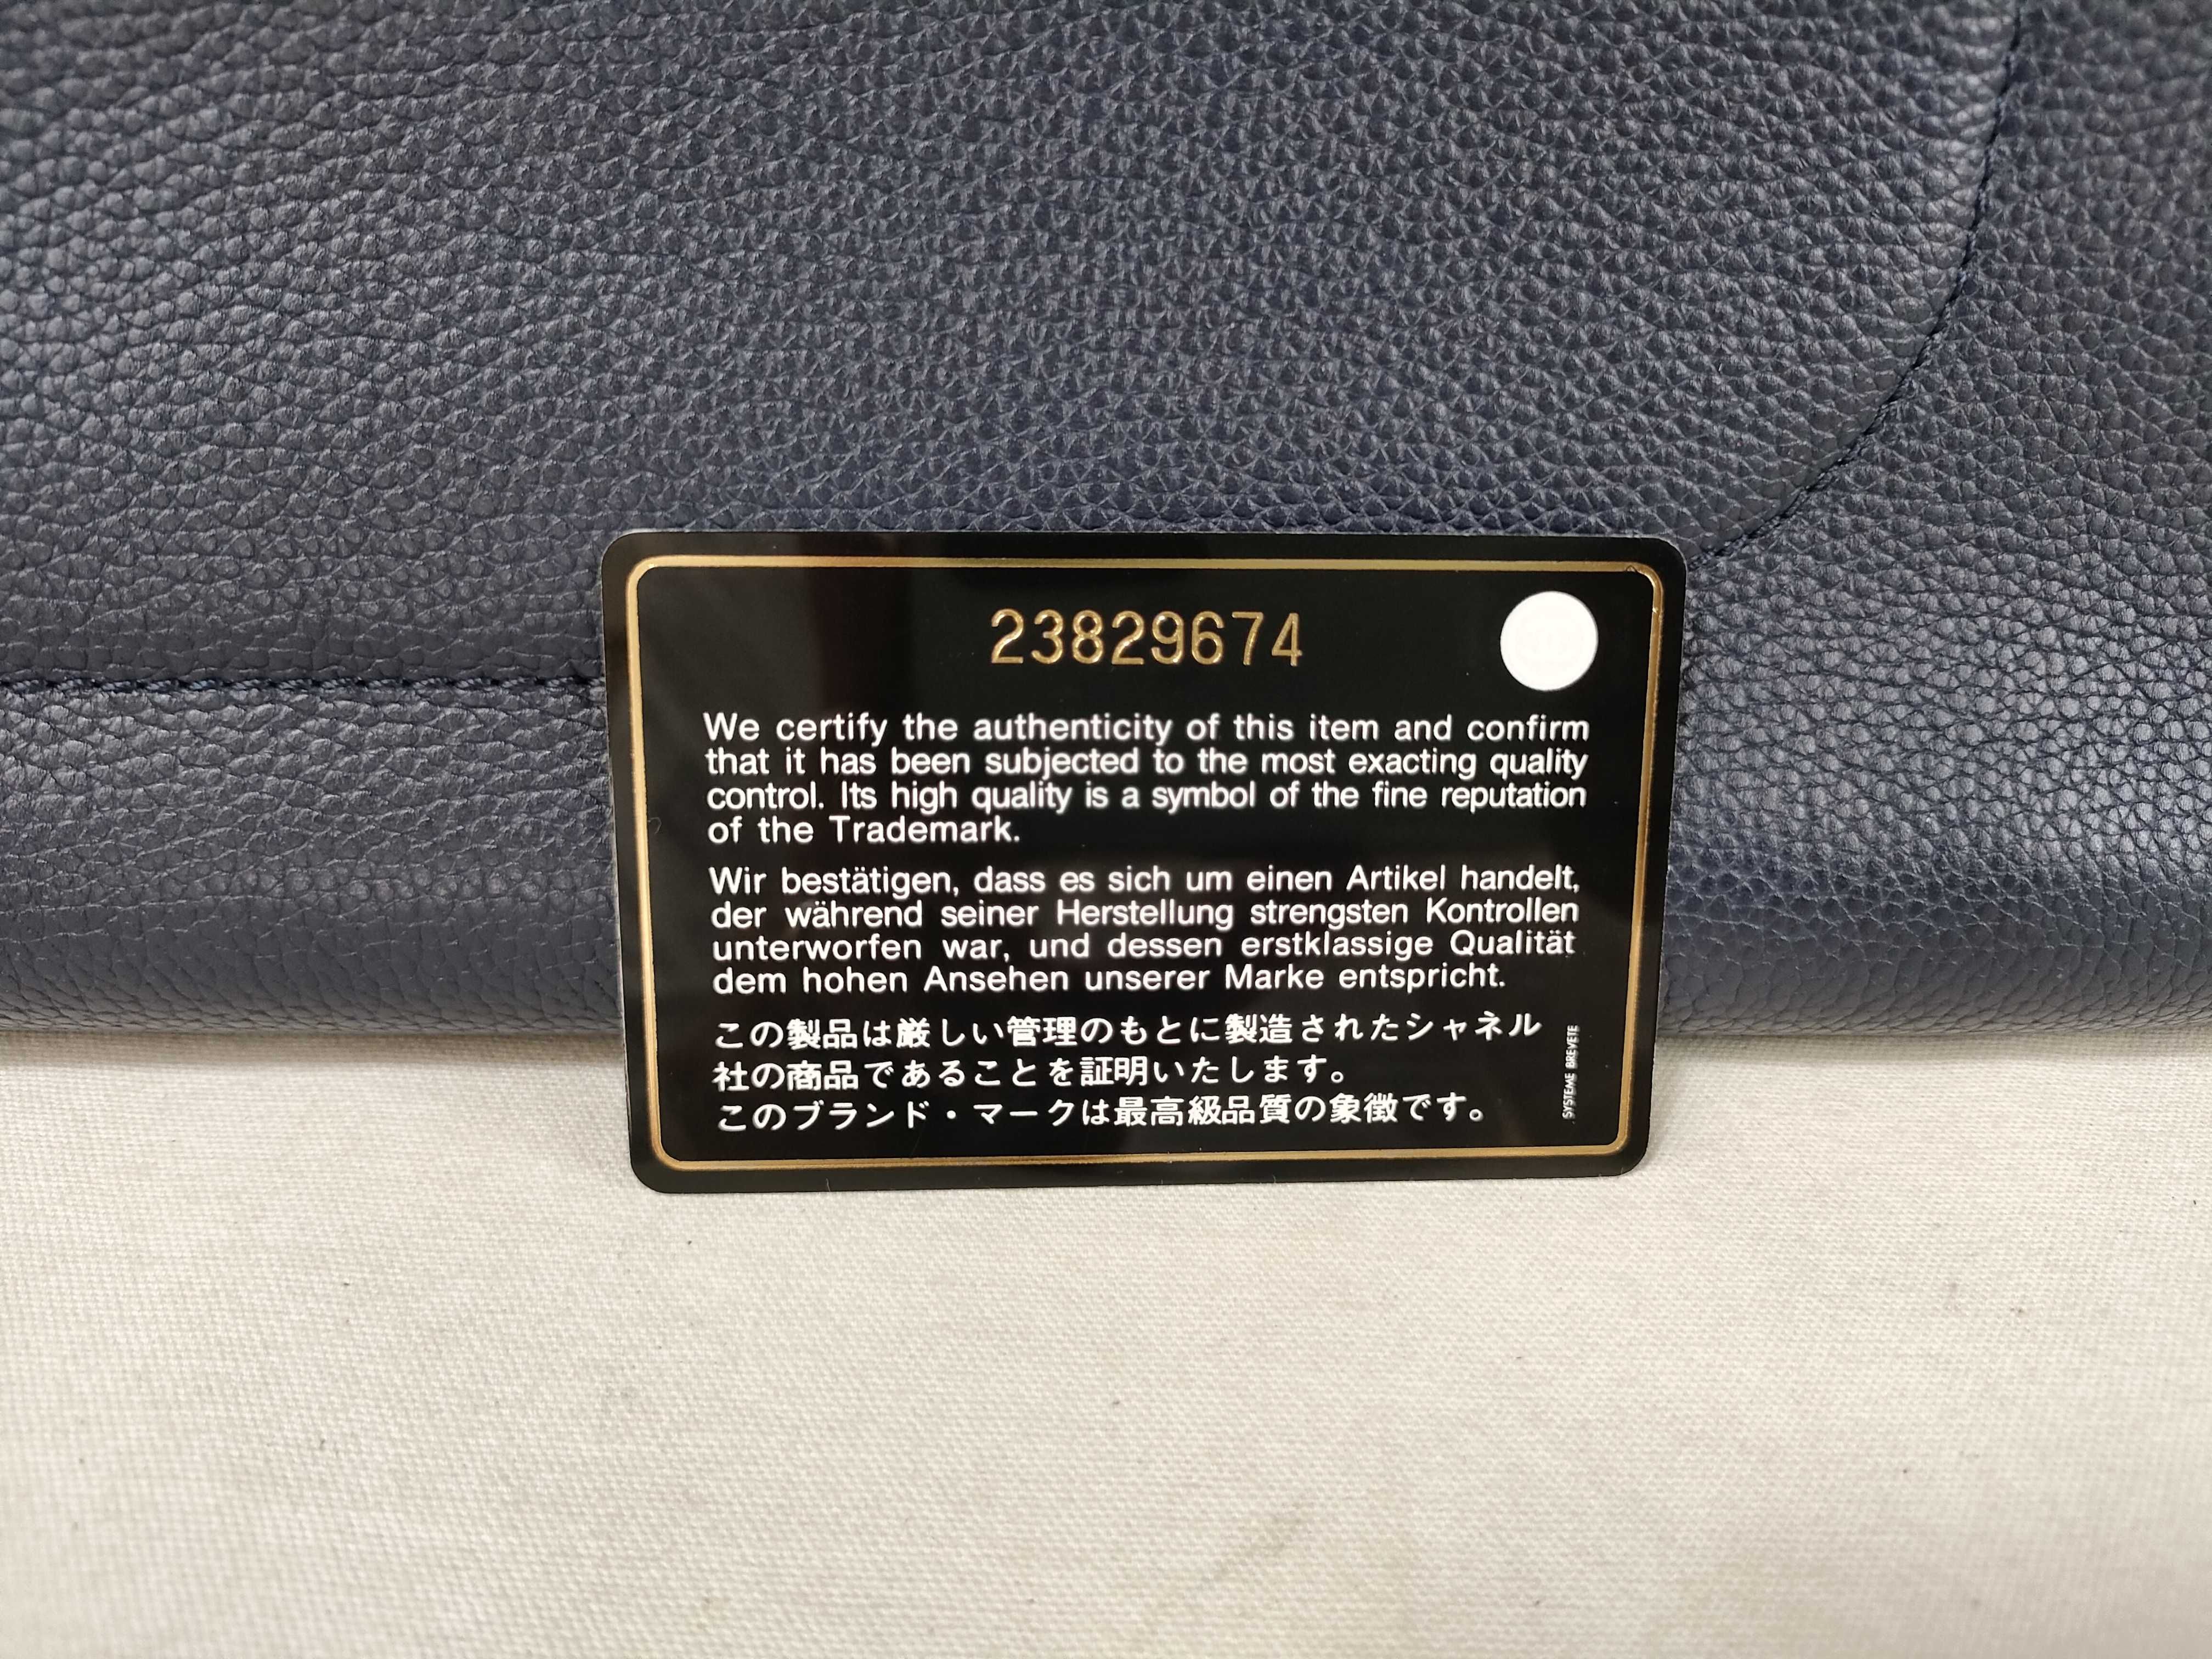 23829674
We certify the authenticity of this item and confirm
that it has been subjected to the most exacting quality
control. Its high quality is a symbol of the fine reputation
of the Trademark.
Wir bestätigen, dass es sich um einen Artikel handelt,
der während seiner Herstellung strengsten Kontrollen
unterworfen war, und dessen erstklassige Qualität
dem hohen Ansehen unserer Marke entspricht.
この製品は厳しい管理のもとに製造されたシャネル
社の商品であることを証明いたします。
このブランド・マークは最高級品質の象徴です。
SYSTEME BREVETE